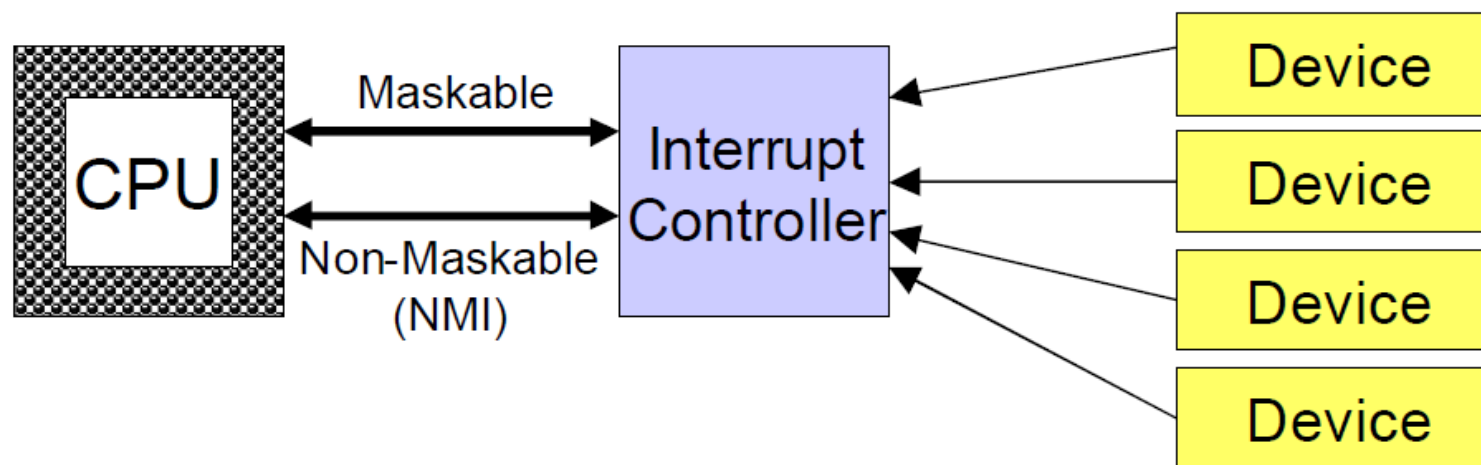 CPU
Maskable
Non-Maskable
(NMI)
Interrupt
Controller
Device
Device
Device
Device